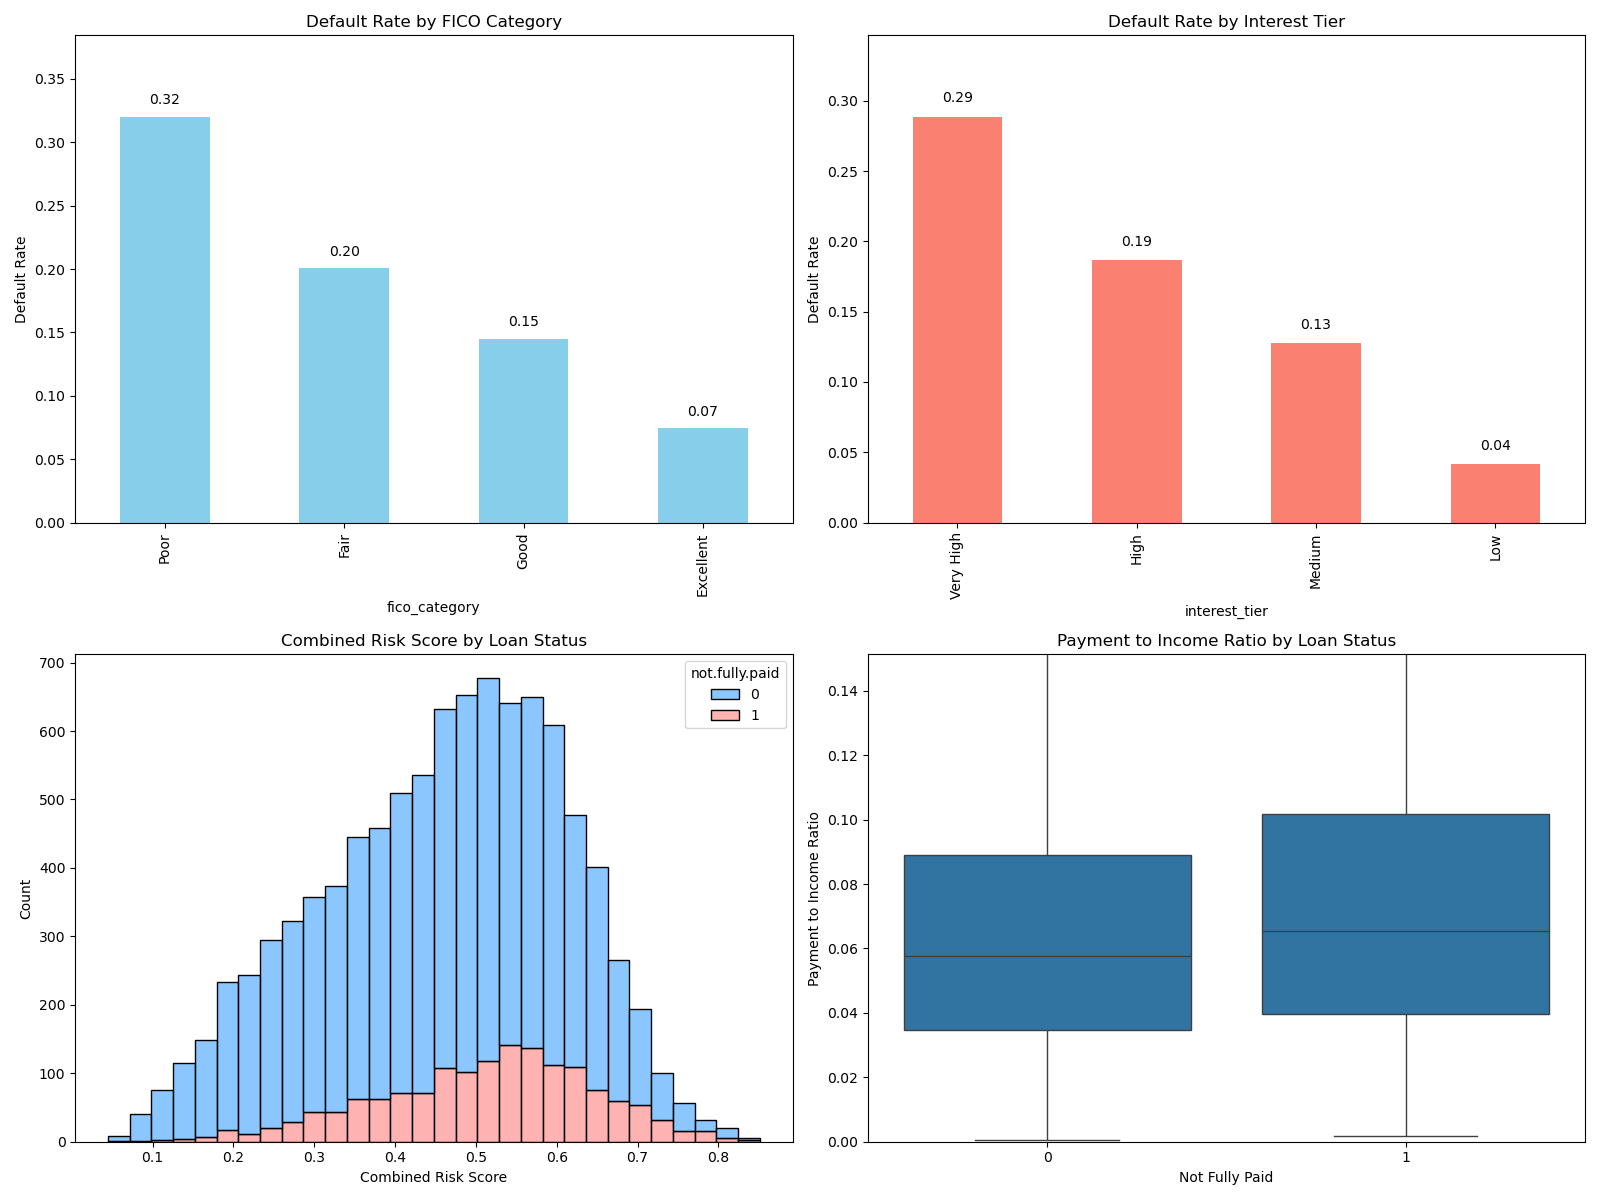 Default Rate by FICO Category
0.35
0.30
0.25
0.20
0.15
0.10
0.05
0.00
Default Rate
0.32
0.20
0.15
0.07
Poor
Fair
Good
Excellent
fico_category
Default Rate by Interest Tier
0.30
0.25
0.20
0.15
0.10
0.05
0.00
Default Rate
0.29
0.19
0.13
0.04
Very High
High
Medium
Low
interest_tier
Combined Risk Score by Loan Status
700
600
500
400
300
200
100
0
Count
not.fully.paid
0
1
0.1
0.2
0.3
0.4
0.5
0.6
0.7
0.8
Combined Risk Score
Payment to Income Ratio by Loan Status
0.14
0.12
0.10
0.08
0.06
0.04
0.02
0.00
Payment to Income Ratio
0
1
Not Fully Paid